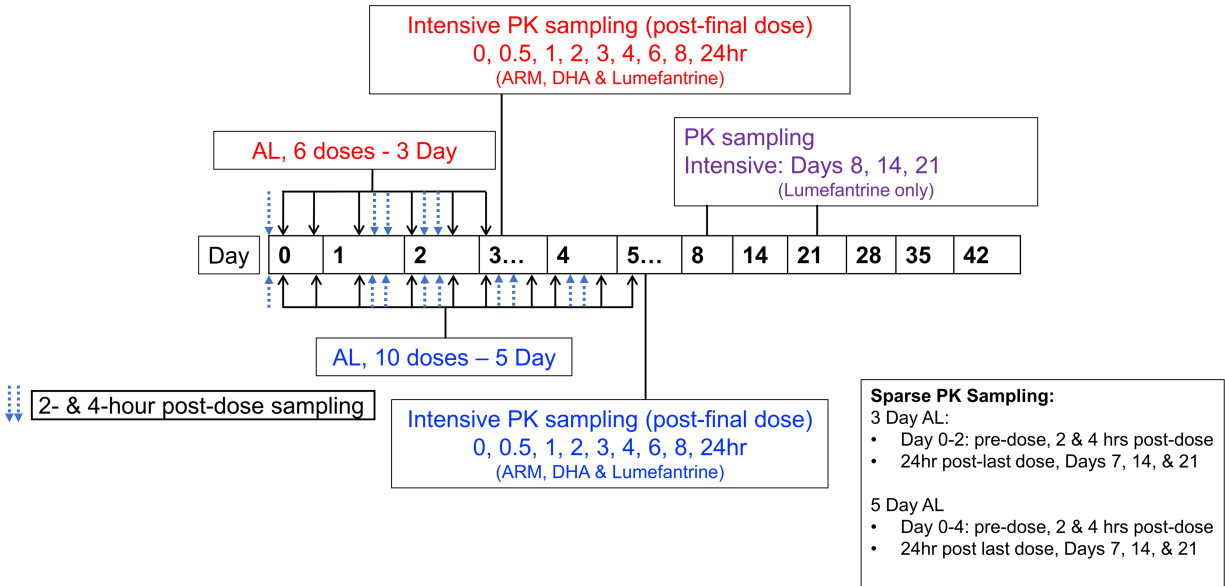 Intensive PK sampling (post-final dose)
0, 0.5, 1, 2, 3, 4, 6, 8, 24hr
(ARM, DHA & Lumefantrine)
AL, 6 doses - 3 Day
PK sampling
Intensive: Days 8, 14, 21
(Lumefantrine only)
Day 0 1 2 3... 4 5... 8 14 21 28 35 42
AL, 10 doses – 5 Day
2- & 4-hour post-dose sampling
Intensive PK sampling (post-final dose)
0, 0.5, 1, 2, 3, 4, 6, 8, 24hr
(ARM, DHA & Lumefantrine)
Sparse PK Sampling:
3 Day AL:
• Day 0-2: pre-dose, 2 & 4 hrs post-dose
• 24hr post-last dose, Days 7, 14, & 21
5 Day AL
• Day 0-4: pre-dose, 2 & 4 hrs post-dose
• 24hr post last dose, Days 7, 14, & 21